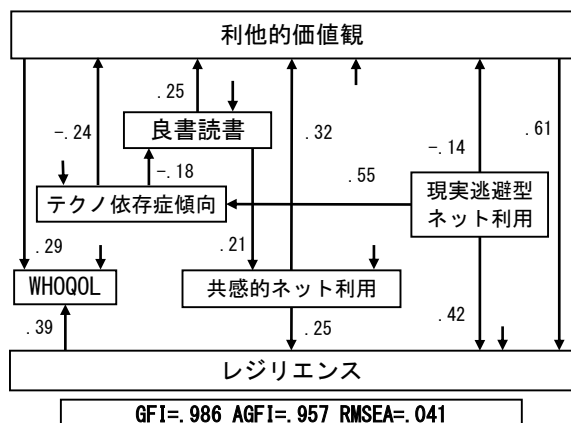 利他的価値観
.25
-.24
良書読書
.32
-.14
.61
-.18
.55
テクノ依存症傾向
現実逃避型
ネット利用
.29
.21
WHOQOL
共感的ネット利用
.39
.25
.42
レジリエンス
GFI=.986 AGFI=.957 RMSEA=.041